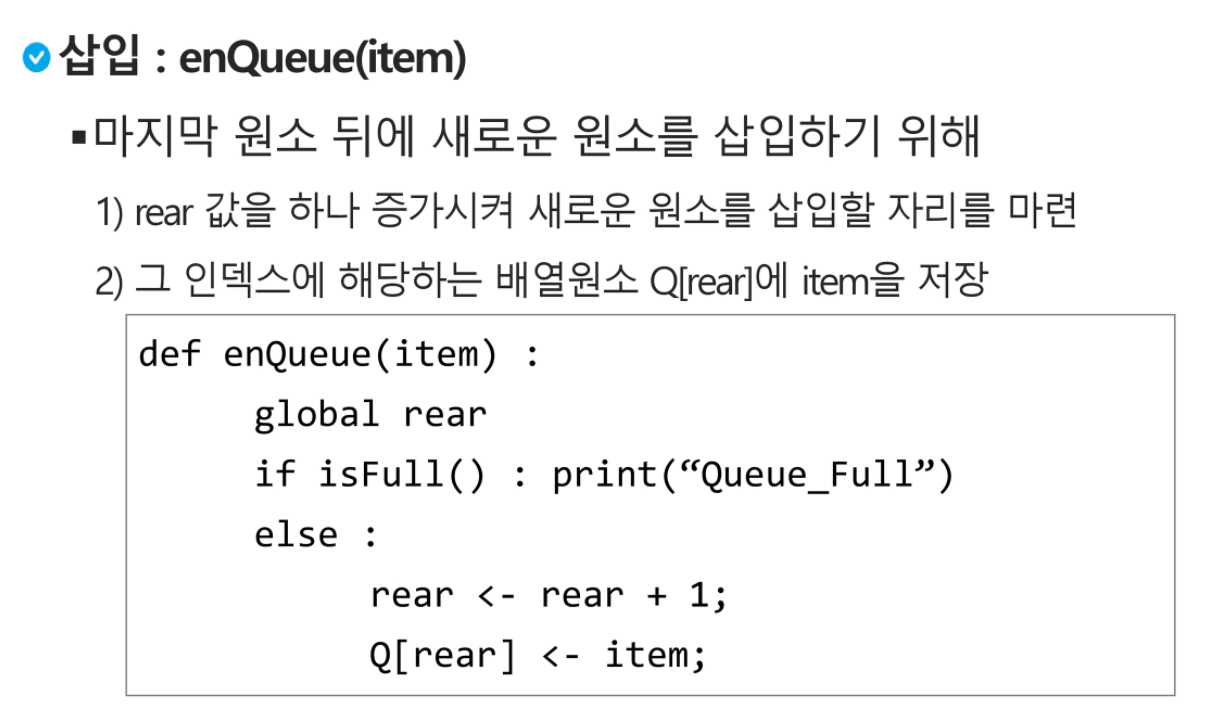 삽입 : enQueue(item)
▪마지막 원소 뒤에 새로운 원소를 삽입하기 위해
1) rear 값을 하나 증가시켜 새로운 원소를 삽입할 자리를 마련
2) 그 인덱스에 해당하는 배열원소 Q[rear]에 item을 저장
def enQueue(item) :
global rear
if isFull() : print(“Queue_Full”)
else :
rear <- rear + 1;
Q[rear] <- item;